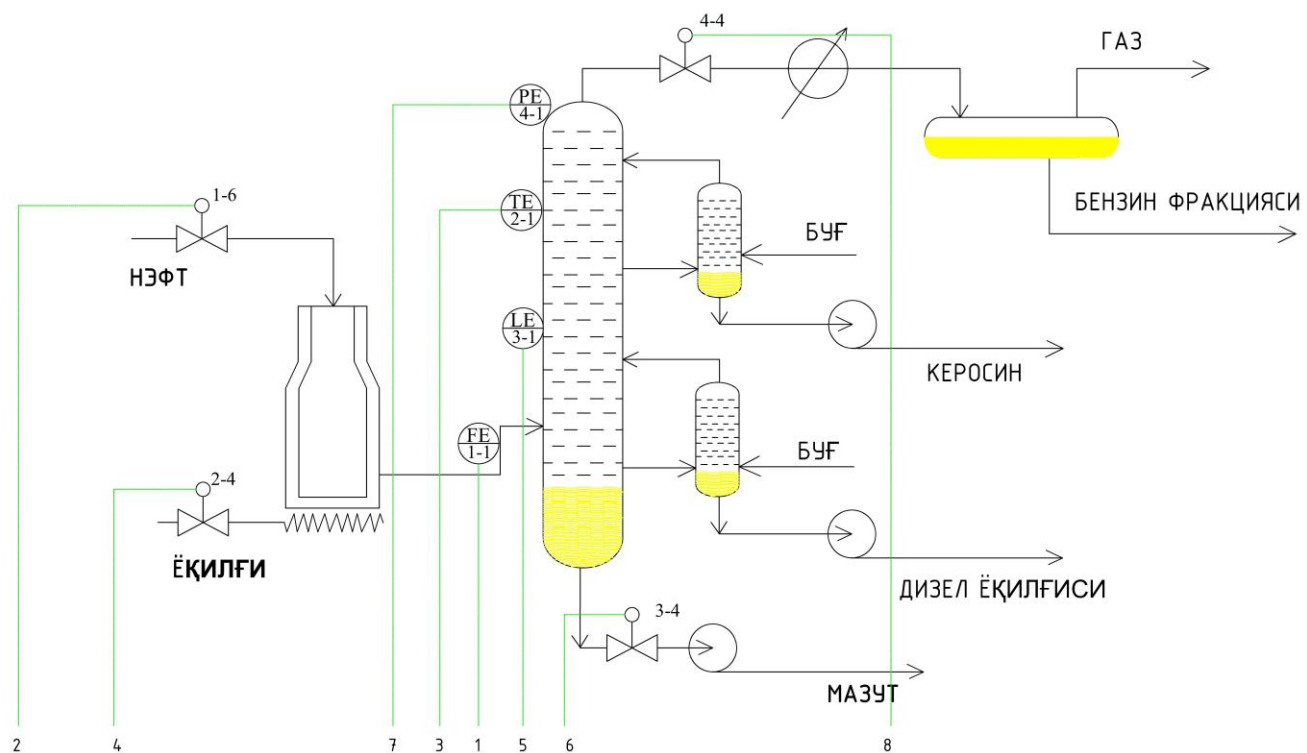 4-4
ГАЗ
PE
4-1
1-6
TE
2-1
НЭФТ
БУҒ
БЕНЗИН ФРАКЦИЯСИ
LE
3-1
КЕРОСИН
FE
1-1
БУҒ
2-4
ЁҚИЛҒИ
ДИЗЕЛ ЁҚИЛҒИСИ
3-4
МАЗУТ
2 4 7 3 1 5 6 8